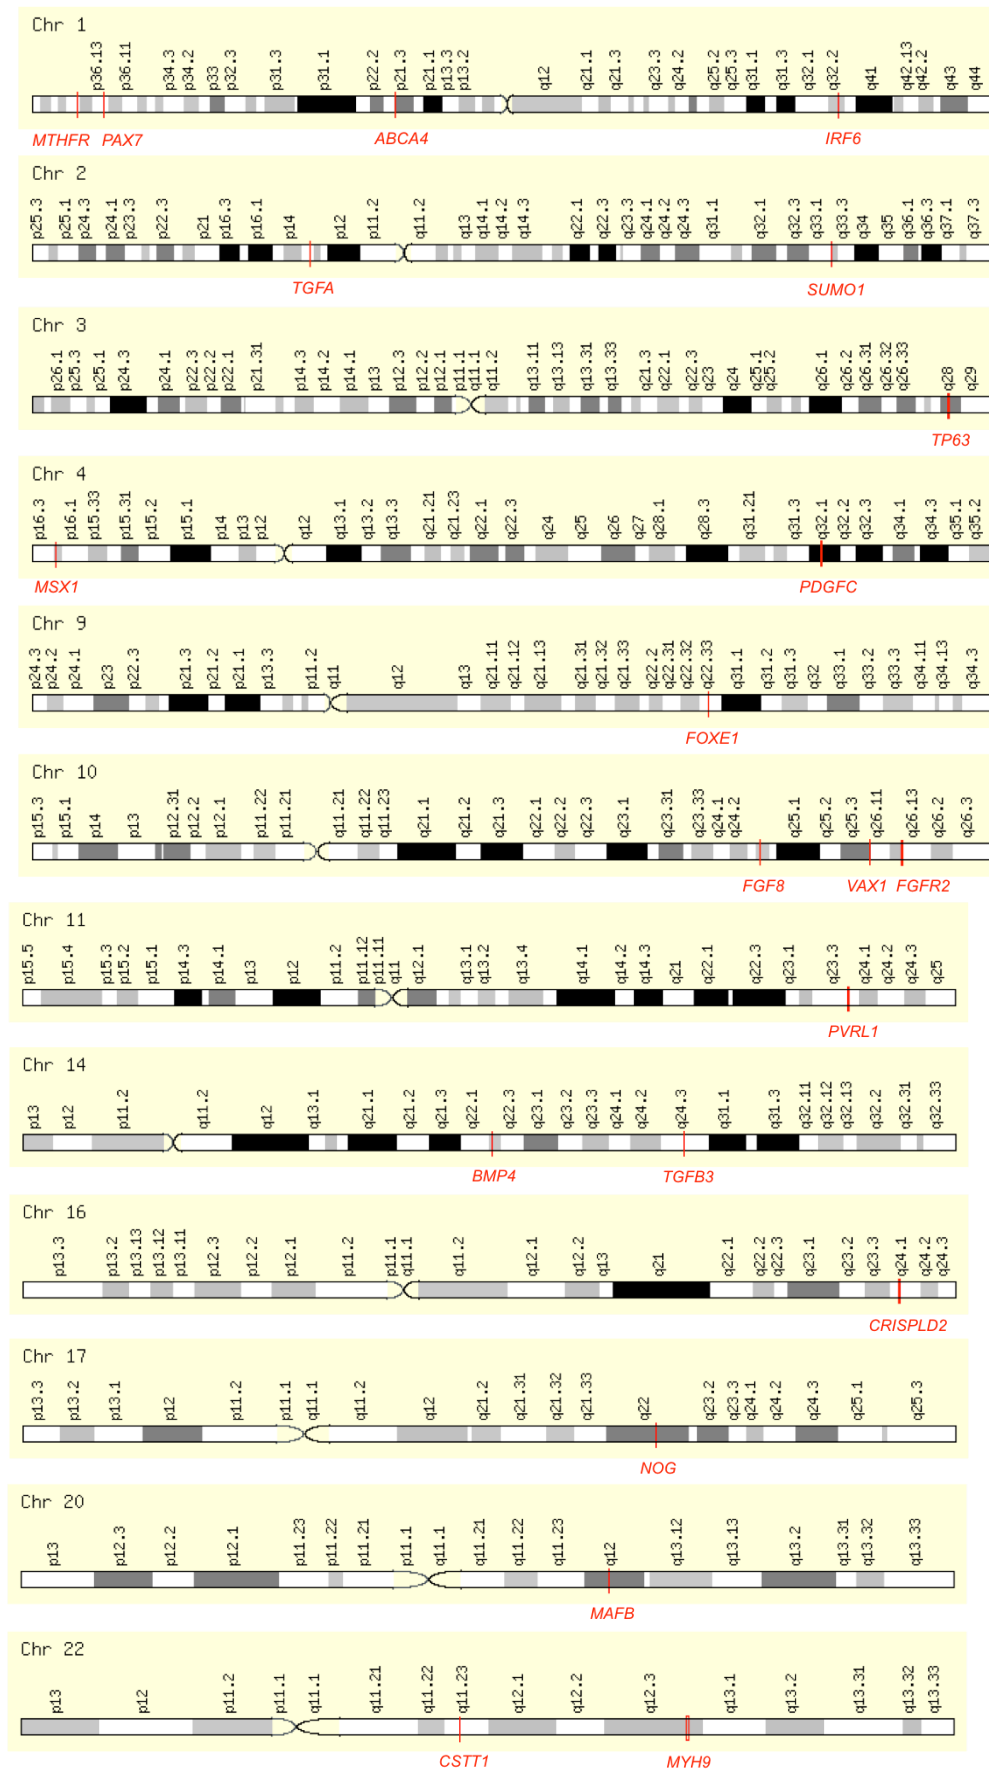 Chr 1
p36.13 p36.11 p34.3 p34.2 p33 p32.3 p31.3 p31.1 p22.2 p21.3 p21.1 p13.3 p13.2 q12 q21.1 q21.3 q23.3 q24.2 q25.2 q25.3 q31.1 q31.3 q32.1 q32.2 q41 q42.13 q42.2 q43 q44
MTHFR PAX7 ABCA4 IRF6
Chr 2
p25.3 p25.1 p24.3 p24.1 p23.3 p22.3 p21 p16.3 p16.1 p14 p12 p11.2 q11.2 q13 q14.1 q14.2 q14.3 q22.1 q22.3 q23.3 q24.1 q24.2 q24.3 q31.1 q32.1 q32.3 q33.1 q33.3 q34 q35 q36.1 q36.3 q37.1 q37.3
TGFA SUMO1
Chr 3
p26.1 p25.3 p25.1 p24.3 p24.1 p22.3 p22.2 p22.1 p21.31 p14.3 p14.2 p14.1 p13 p12.3 p12.2 p12.1 p11.1 q11.1 q11.2 q13.11 q13.13 q13.31 q13.33 q21.3 q22.1 q22.3 q23 q24 q25.1 q25.2 q26.1 q26.2 q26.31 q26.32 q26.33 q28 q29
TP63
Chr 4
p16.3 p16.1 p15.33 p15.31 p15.2 p15.1 p14 p13 p12 q12 q13.1 q13.2 q13.3 q21.21 q21.23 q22.1 q22.3 q24 q25 q26 q27 q28.1 q28.3 q31.21 q31.3 q32.1 q32.2 q32.3 q34.1 q34.3 q35.1 q35.2
MSX1 PDGFC
Chr 9
p24.3 p24.2 p24.1 p23 p22.3 p21.3 p21.2 p21.1 p13.3 p11.2 q11 q12 q13 q21.11 q21.12 q21.13 q21.31 q21.32 q21.33 q22.2 q22.31 q22.32 q22.33 q31.1 q31.2 q31.3 q32 q33.1 q33.2 q33.3 q34.11 q34.13 q34.3
FOXE1
Chr 10
p15.3 p15.1 p14 p13 p12.31 p12.2 p12.1 p11.22 p11.21 q11.21 q11.22 q11.23 q21.1 q21.2 q21.3 q22.1 q22.2 q22.3 q23.1 q23.31 q23.33 q24.1 q24.2 q25.1 q25.2 q25.3 q26.11 q26.13 q26.2 q26.3
FGF8 VAX1 FGFR2
Chr 11
p15.5 p15.4 p15.3 p15.2 p15.1 p14.3 p14.1 p13 p12 p11.2 p11.12 p11.11 q11 q12.1 q13.1 q13.2 q13.4 q14.1 q14.2 q14.3 q21 q22.1 q22.3 q23.1 q23.3 q24.1 q24.2 q24.3 q25
PVRL1
Chr 14
p13 p12 p11.2 q11.2 q12 q13.1 q21.1 q21.2 q21.3 q22.1 q22.3 q23.1 q23.2 q23.3 q24.1 q24.2 q24.3 q31.1 q31.3 q32.11 q32.12 q32.13 q32.2 q32.31 q32.33
BMP4 TGFB3
Chr 16
p13.3 p13.2 p13.13 p13.12 p13.11 p12.3 p12.2 p12.1 p11.2 p11.1 q11.1 q11.2 q12.1 q12.2 q13 q21 q22.1 q22.2 q22.3 q23.1 q23.2 q23.3 q24.1 q24.2 q24.3
CRISPLD2
Chr 17
p13.3 p13.2 p13.1 p12 p11.2 p11.1 q11.1 q11.2 q12 q21.2 q21.31 q21.32 q21.33 q22 q23.2 q23.3 q24.1 q24.2 q24.3 q25.1 q25.3
NOG
Chr 20
p13 p12.3 p12.2 p12.1 p11.23 p11.22 p11.21 p11.1 q11.1 q11.21 q11.22 q11.23 q12 q13.12 q13.13 q13.2 q13.31 q13.32 q13.33
MAFB
Chr 22
p13 p12 p11.2 p11.1 q11.1 q11.21 q11.22 q11.23 q12.1 q12.2 q12.3 q13.1 q13.2 q13.31 q13.32 q13.33
CSTT1 MYH9